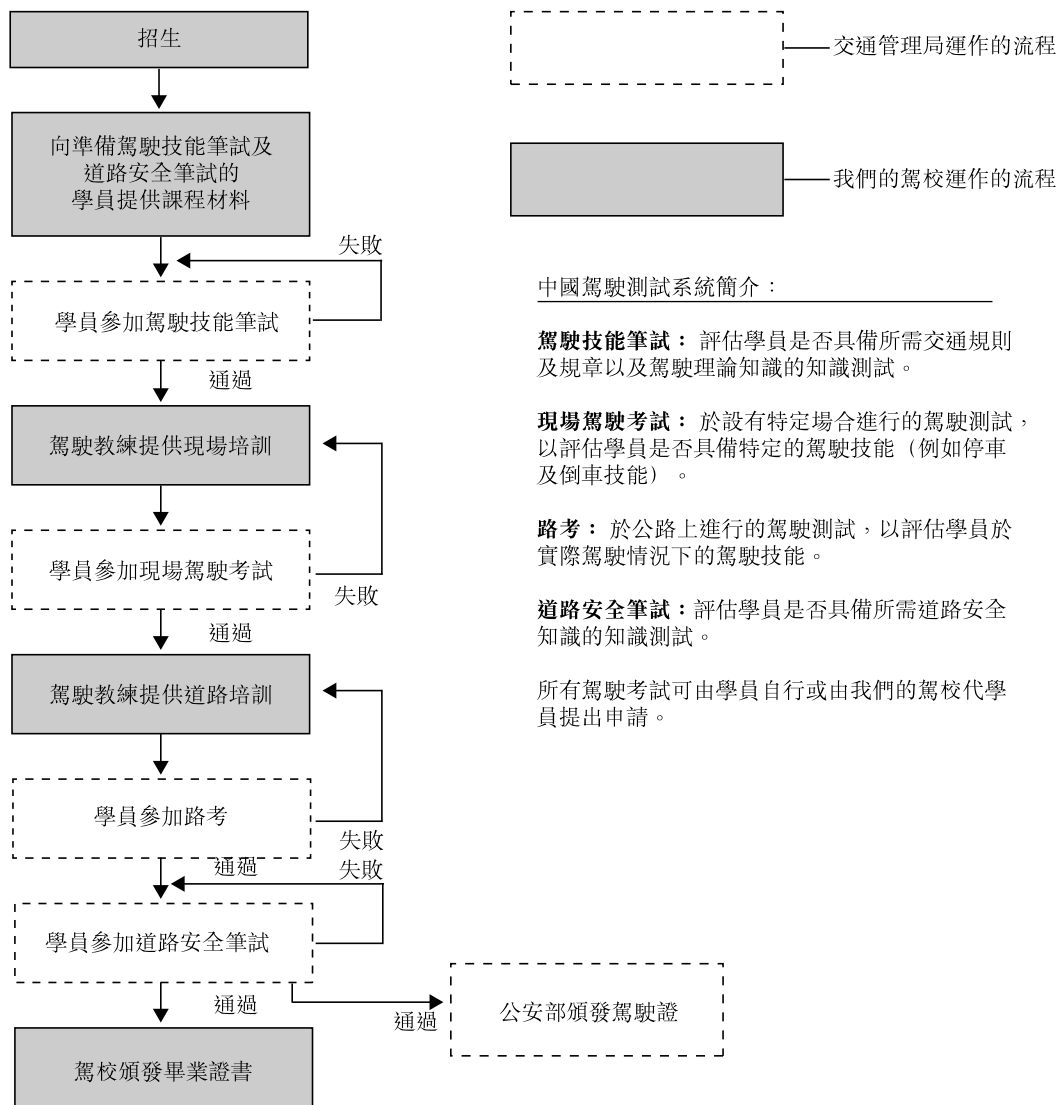 招生
向準備駕駛技能筆試及
道路安全筆試的
學員提供課程材料
失敗
學員參加駕駛技能筆試
通過
駕駛教練提供現場培訓
學員參加現場駕駛考試
失敗
通過
駕駛教練提供道路培訓
學員參加路考
失敗
通過
失敗
學員參加道路安全筆試
通過
通過
公安部頒發駕駛證
駕校頒發畢業證書
交通管理局運作的流程
我們的駕校運作的流程
中國駕駛測試系統簡介：
駕駛技能筆試： 評估學員是否具備所需交通規則
及規章以及駕駛理論知識的知識測試。
現場駕駛考試： 於設有特定場合進行的駕駛測試，
以評估學員是否具備特定的駕駛技能（例如停車
及倒車技能）。
路考： 於公路上進行的駕駛測試，以評估學員於
實際駕駛情況下的駕駛技能。
道路安全筆試：評估學員是否具備所需道路安全
知識的知識測試。
所有駕駛考試可由學員自行或由我們的駕校代學
員提出申請。